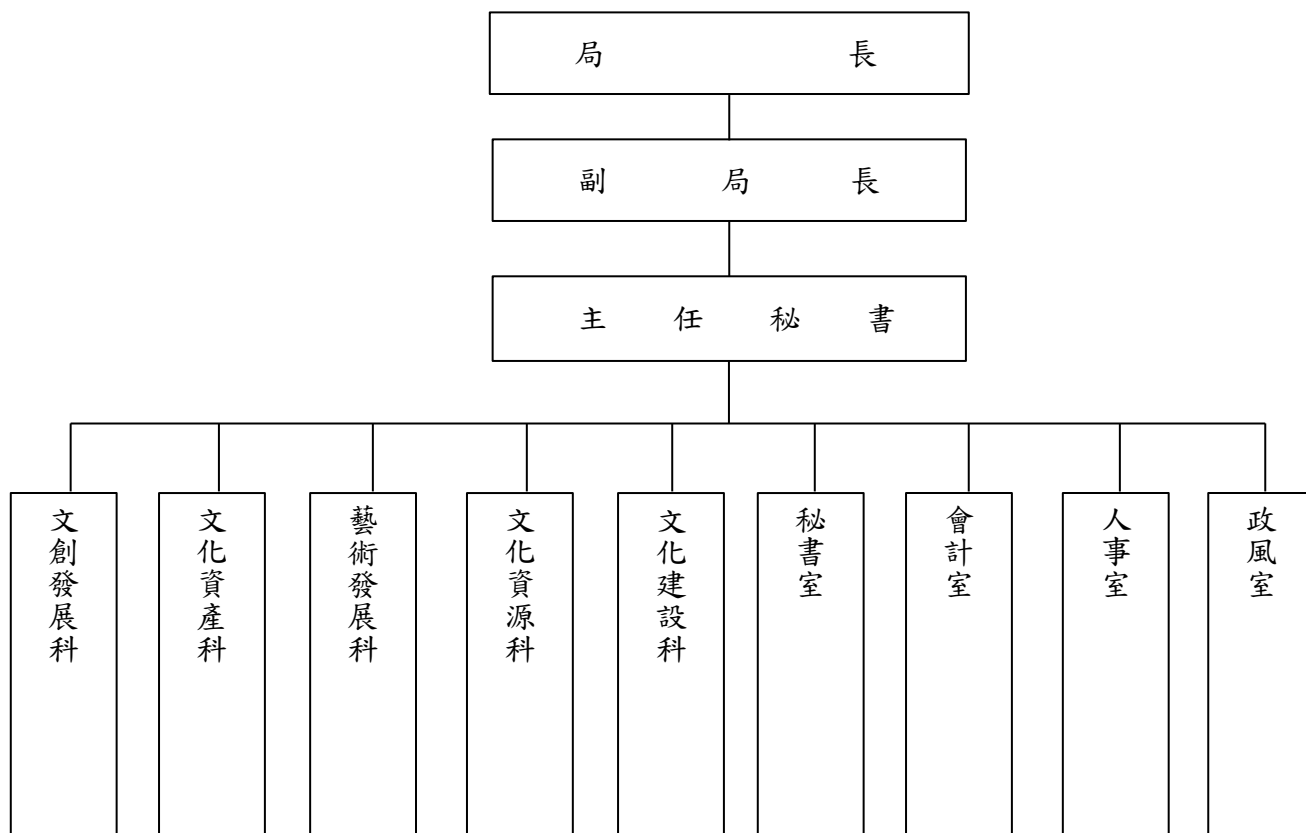 局長
副局長
主任秘書
文創發展科
文化資產科
藝術發展科
文化資源科
文化建設科
秘書室
會計室
人事室
政風室